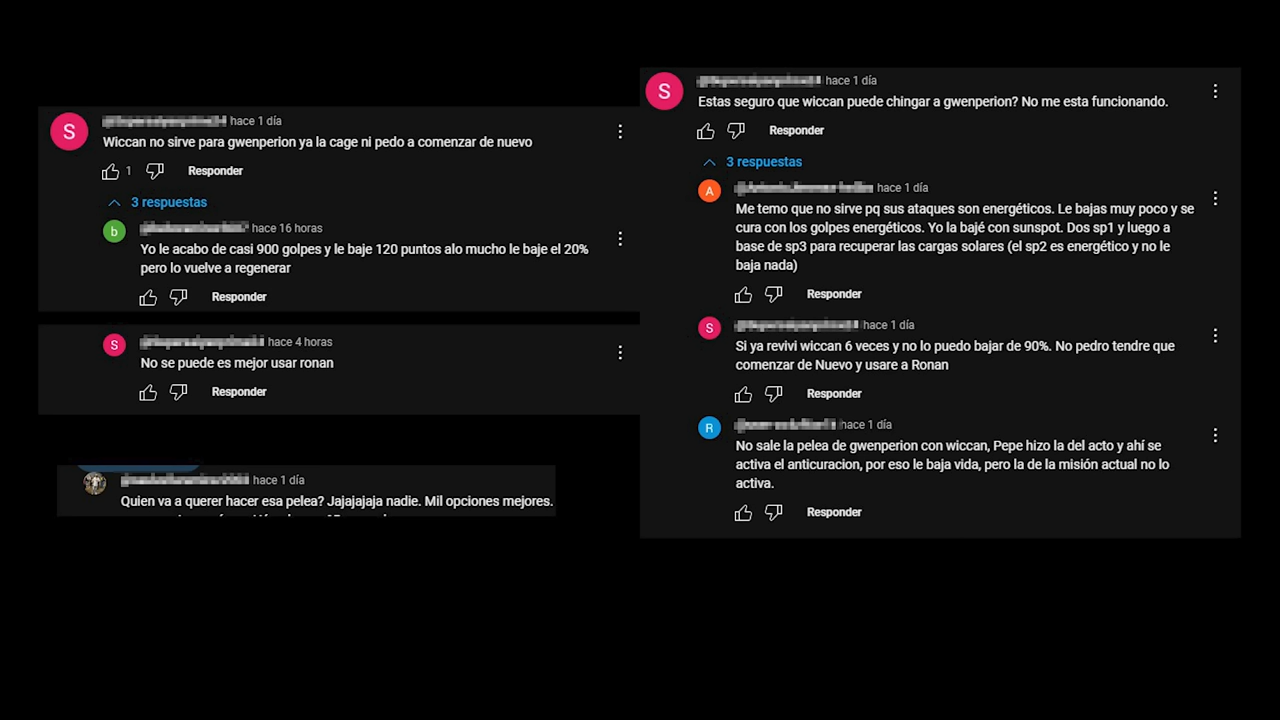 S
hace 1 día
Wiccan no sirve para gwenperion ya la cage ni pedo a comenzar de nuevo
1
Responder
3 respuestas
b
hace 16 horas
Yo le acabo de casi 900 golpes y le baje 120 puntos alo mucho le baje el 20%
pero lo vuelve a regenerar
Responder
S
hace 4 horas
No se puede es mejor usar ronan
Responder
hace 1 día
Quien va a querer hacer esa pelea? Jajajajaja nadie. Mil opciones mejores.
S
hace 1 día
Estas seguro que wiccan puede chingar a gwenperion? No me esta funcionando.
Responder
3 respuestas
A
hace 1 día
Me temo que no sirve pq sus ataques son energéticos. Le bajas muy poco y se
cura con los golpes energéticos. Yo la bajé con sunspot. Dos sp1 y luego a
base de sp3 para recuperar las cargas solares (el sp2 es energético y no le
baja nada)
Responder
S
hace 1 día
Si ya revivi wiccan 6 veces y no lo puedo bajar de 90%. No pedro tendre que
comenzar de Nuevo y usare a Ronan
Responder
R
hace 1 día
No sale la pelea de gwenperion con wiccan, Pepe hizo la del acto y ahí se
activa el anticuracion, por eso le baja vida, pero la de la misión actual no lo
activa.
Responder